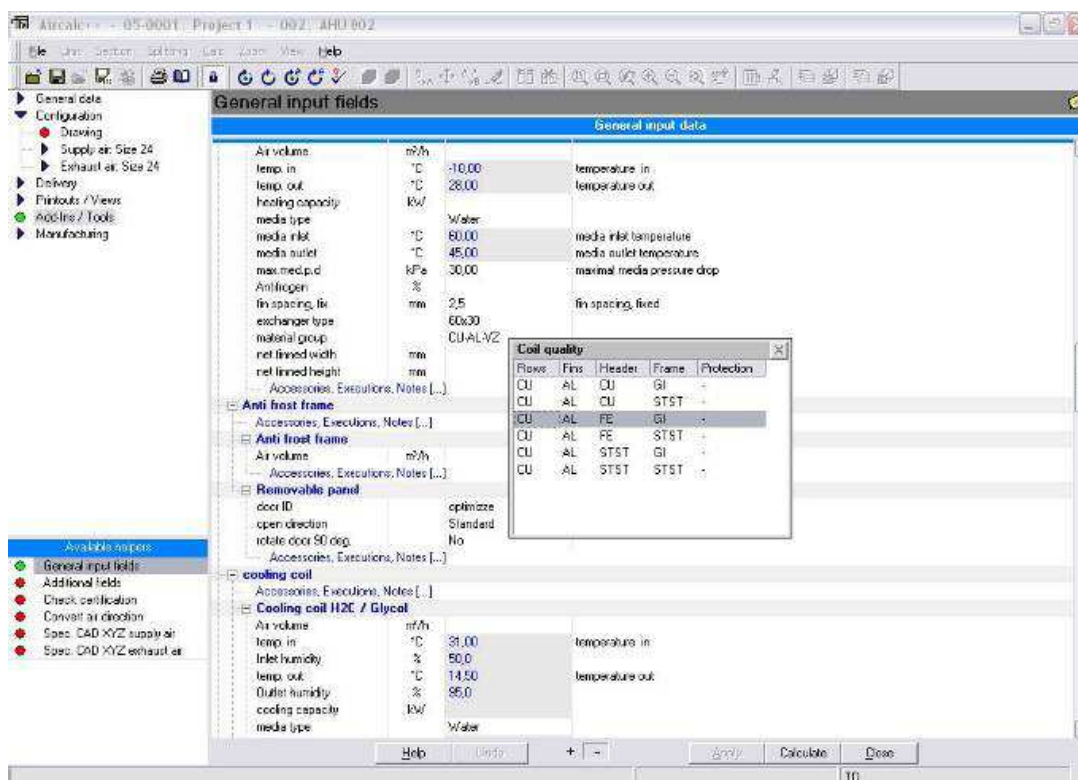 Aircalc++ - 05-0001, Project 1 - 002, AHU 002
File Unit Section Splitting Calc Zoom View Help
General data
Configuration
Drawing
Supply air: Size 24
Exhaust air: Size 24
Delivery
Printouts / Views
Add-Ins / Tools
Manufacturing
Available helpers
General input fields
Additional fields
Check certification
Convert air direction
Spec. CAD XYZ supply air
Spec. CAD XYZ exhaust air
General input fields
General input data
Air volume m³/h
temp. in °C -10,00 temperature in
temp. out °C 28,00 temperature out
heating capacity kW
media type Water
media inlet °C 60,00 media inlet temperature
media outlet °C 45,00 media outlet temperature
max.med.p.d kPa 30,00 maximal media pressure drop
Antifrogen %
fin spacing, fix mm 2,5 fin spacing, fixed
exchanger type 60x30
material group CU-AL-VZ
net finned width mm
net finned height mm
Accessories, Executions, Notes [...]
Anti frost frame
Accessories, Executions, Notes [...]
Anti frost frame
Air volume m³/h
Accessories, Executions, Notes [...]
Removable panel
door ID optimizze
open direction Standard
rotate door 90 deg. No
Accessories, Executions, Notes [...]
cooling coil
Accessories, Executions, Notes [...]
Cooling coil H2O / Glycol
Air volume m³/h
temp. in °C 31,00 temperature in
Inlet humidity % 50,0
temp. out °C 14,50 temperature out
Outlet humidity % 95,0
cooling capacity kW
media type Water
Coil quality
Rows Fins Header Frame Protection
CU AL CU GI -
CU AL CU STST -
CU AL FE GI -
CU AL FE STST -
CU AL STST GI -
CU AL STST STST -
Help Undo + - Apply Calculate Close